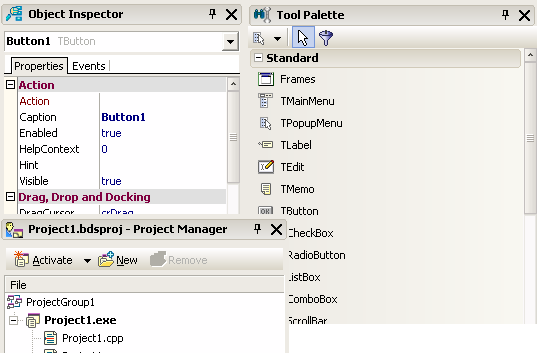 Object Inspector
Button1 TButton
Properties Events
Action
Action
Caption Button1
Enabled true
HelpContext 0
Hint
Visible true
Drag, Drop and Docking
DragCursor crDrag
Tool Palette
Standard
Frames
TMainMenu
TPopupMenu
TLabel
TEdit
TMemo
TButton
CheckBox
RadioButton
ListBox
ComboBox
ScrollBar
Project1.bdsproj - Project Manager
Activate New Remove
File
ProjectGroup1
Project1.exe
Project1.cpp